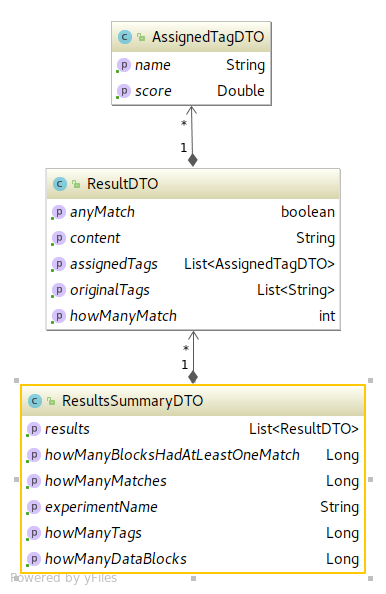 C AssignedTagDTO
p name String
p score Double
*
1
C ResultDTO
p anyMatch boolean
p content String
p assignedTags List<AssignedTagDTO>
p originalTags List<String>
p howManyMatch int
*
1
C ResultsSummaryDTO
p results List<ResultDTO>
p howManyBlocksHadAtLeastOneMatch Long
p howManyMatches Long
p experimentName String
p howManyTags Long
p howManyDataBlocks Long
Powered by yFiles